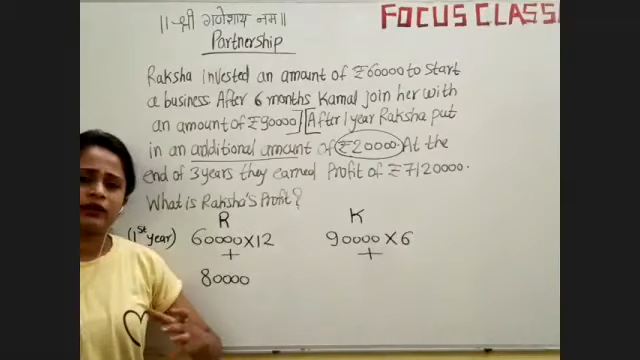 ॥ श्री गणेशाय नम॥
FOCUS CLASS
Partnership
Raksha invested an amount of ₹60000 to start
a business After 6 months Kamal join her with
an amount of ₹90000] [After 1 year Raksha put
in an additional amount of ₹20000. At the
end of 3 years they earned Profit of ₹7120000.
What is Raksha's Profit?
R K
(1st year) 60000 X 12 90000 X 6
+ +
80000